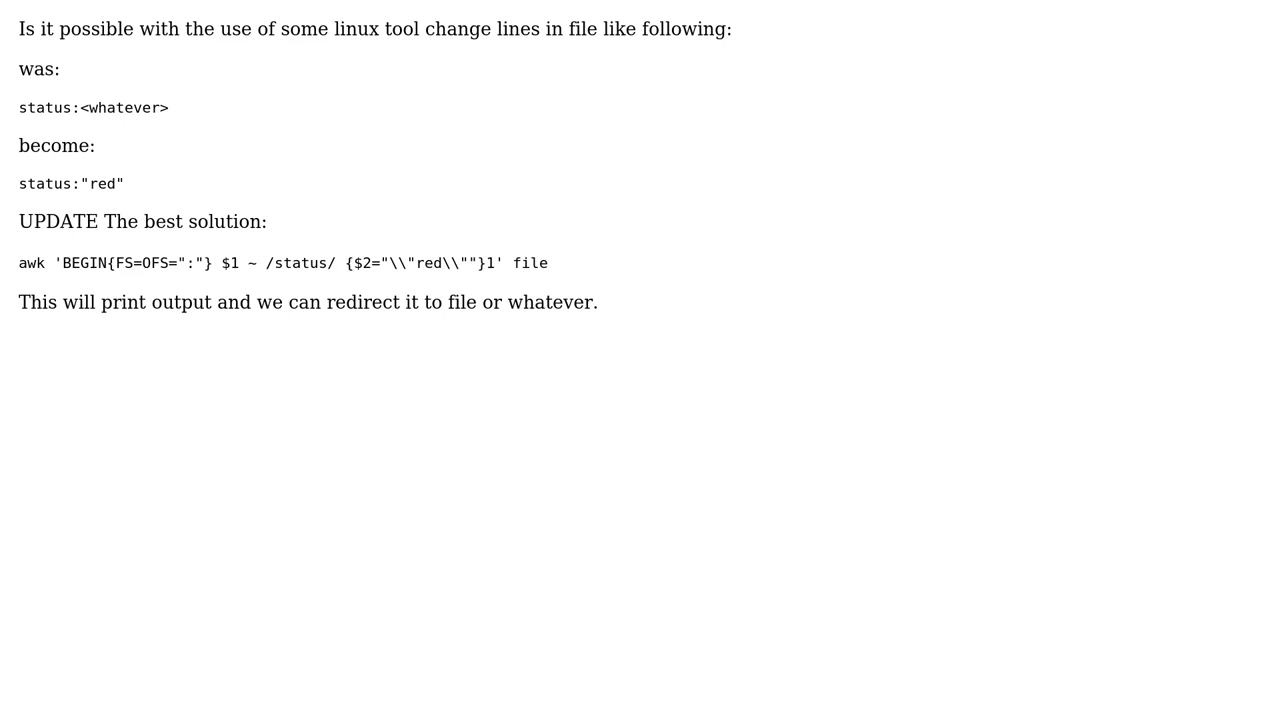 Is it possible with the use of some linux tool change lines in file like following:
was:
status:<whatever>
become:
status:"red"
UPDATE The best solution:
awk 'BEGIN{FS=OFS=":"} $1 ~ /status/ {$2="\\"red\\""}1' file
This will print output and we can redirect it to file or whatever.